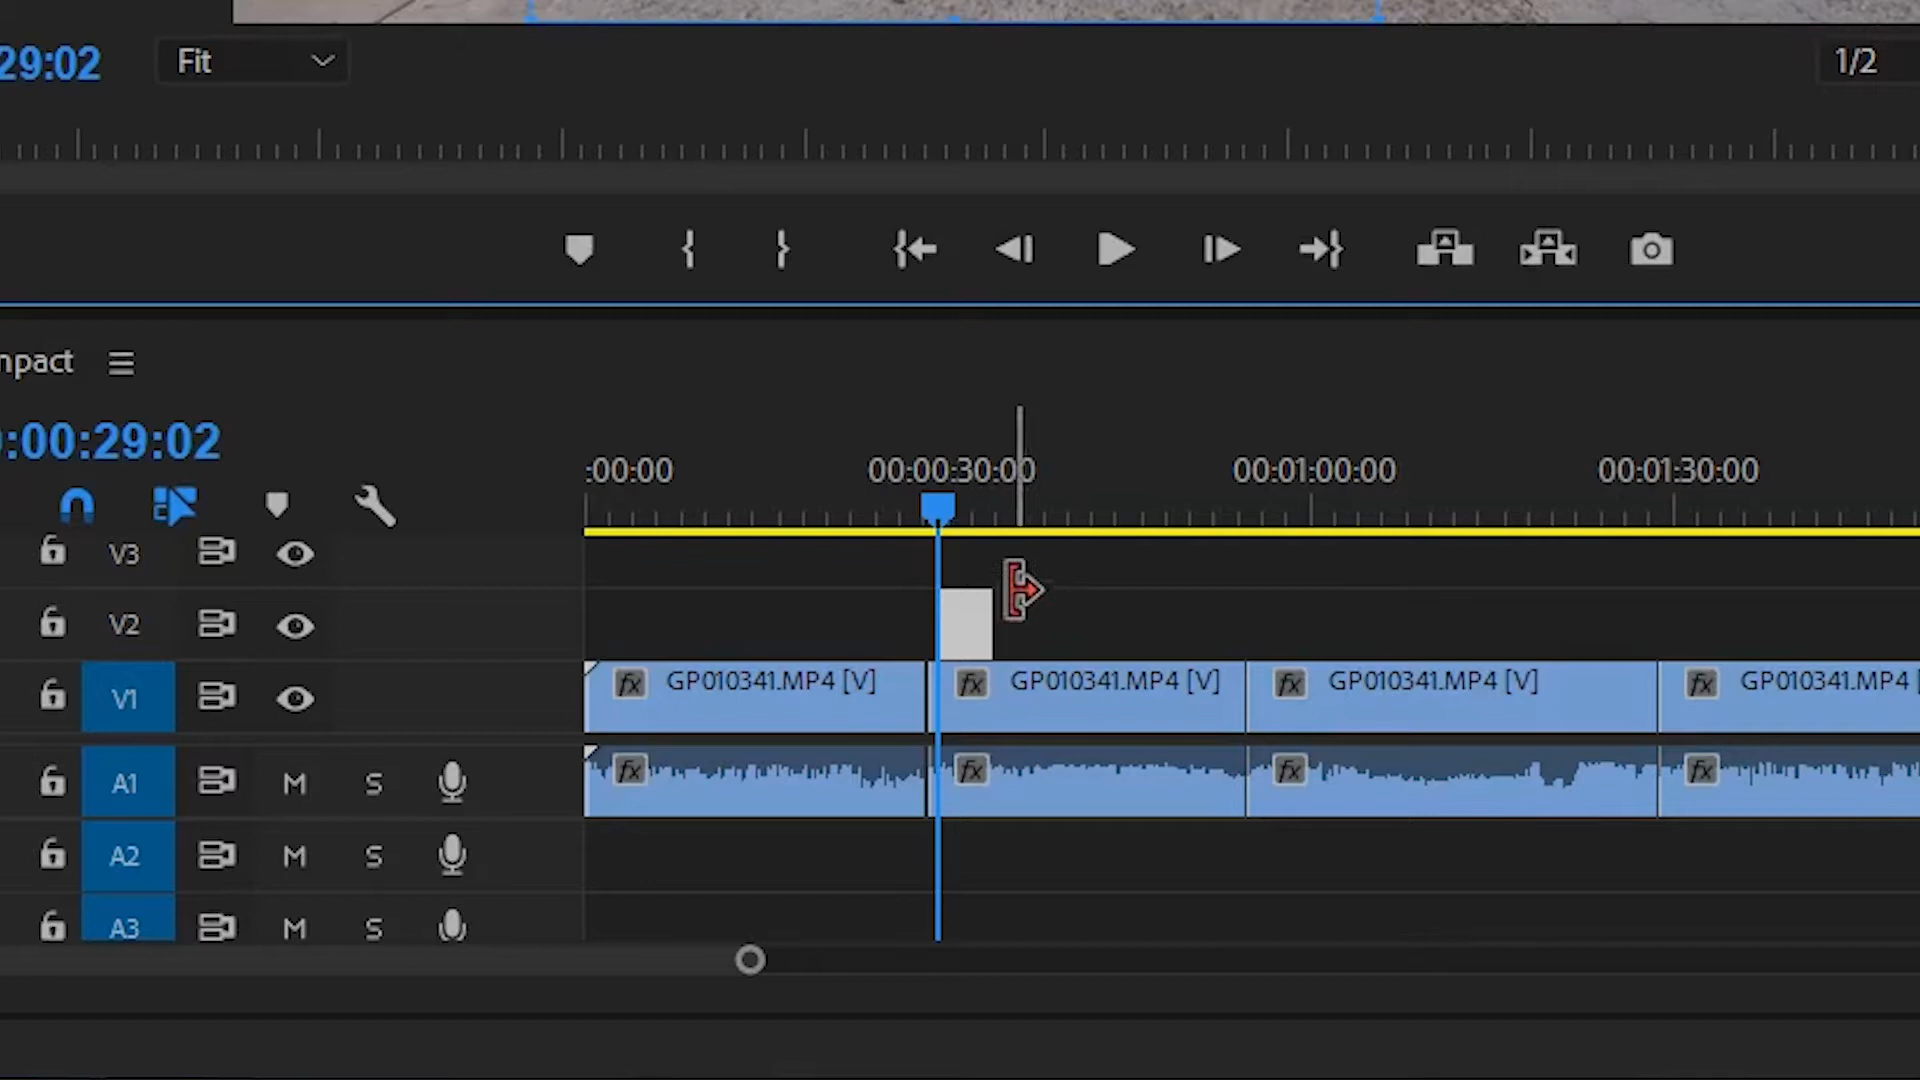 29:02 Fit 1/2
mpact
:00:29:02
:00:00 00:00:30:00 00:01:00:00 00:01:30:00
V3
V2
V1 fx GP010341.MP4 [V] fx GP010341.MP4 [V] fx GP010341.MP4 [V] fx GP010341.MP4 [
A1 M S fx fx fx fx
A2 M S
A3 M S